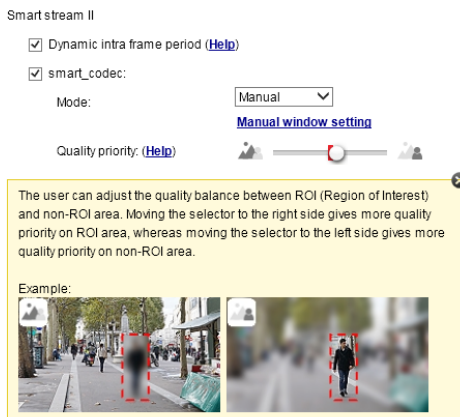 Smart stream II
Dynamic intra frame period (Help)
smart_codec:
Mode: Manual
Manual window setting
Quality priority: (Help)
The user can adjust the quality balance between ROI (Region of Interest)
and non-ROI area. Moving the selector to the right side gives more quality
priority on ROI area, whereas moving the selector to the left side gives more
quality priority on non-ROI area.
Example: